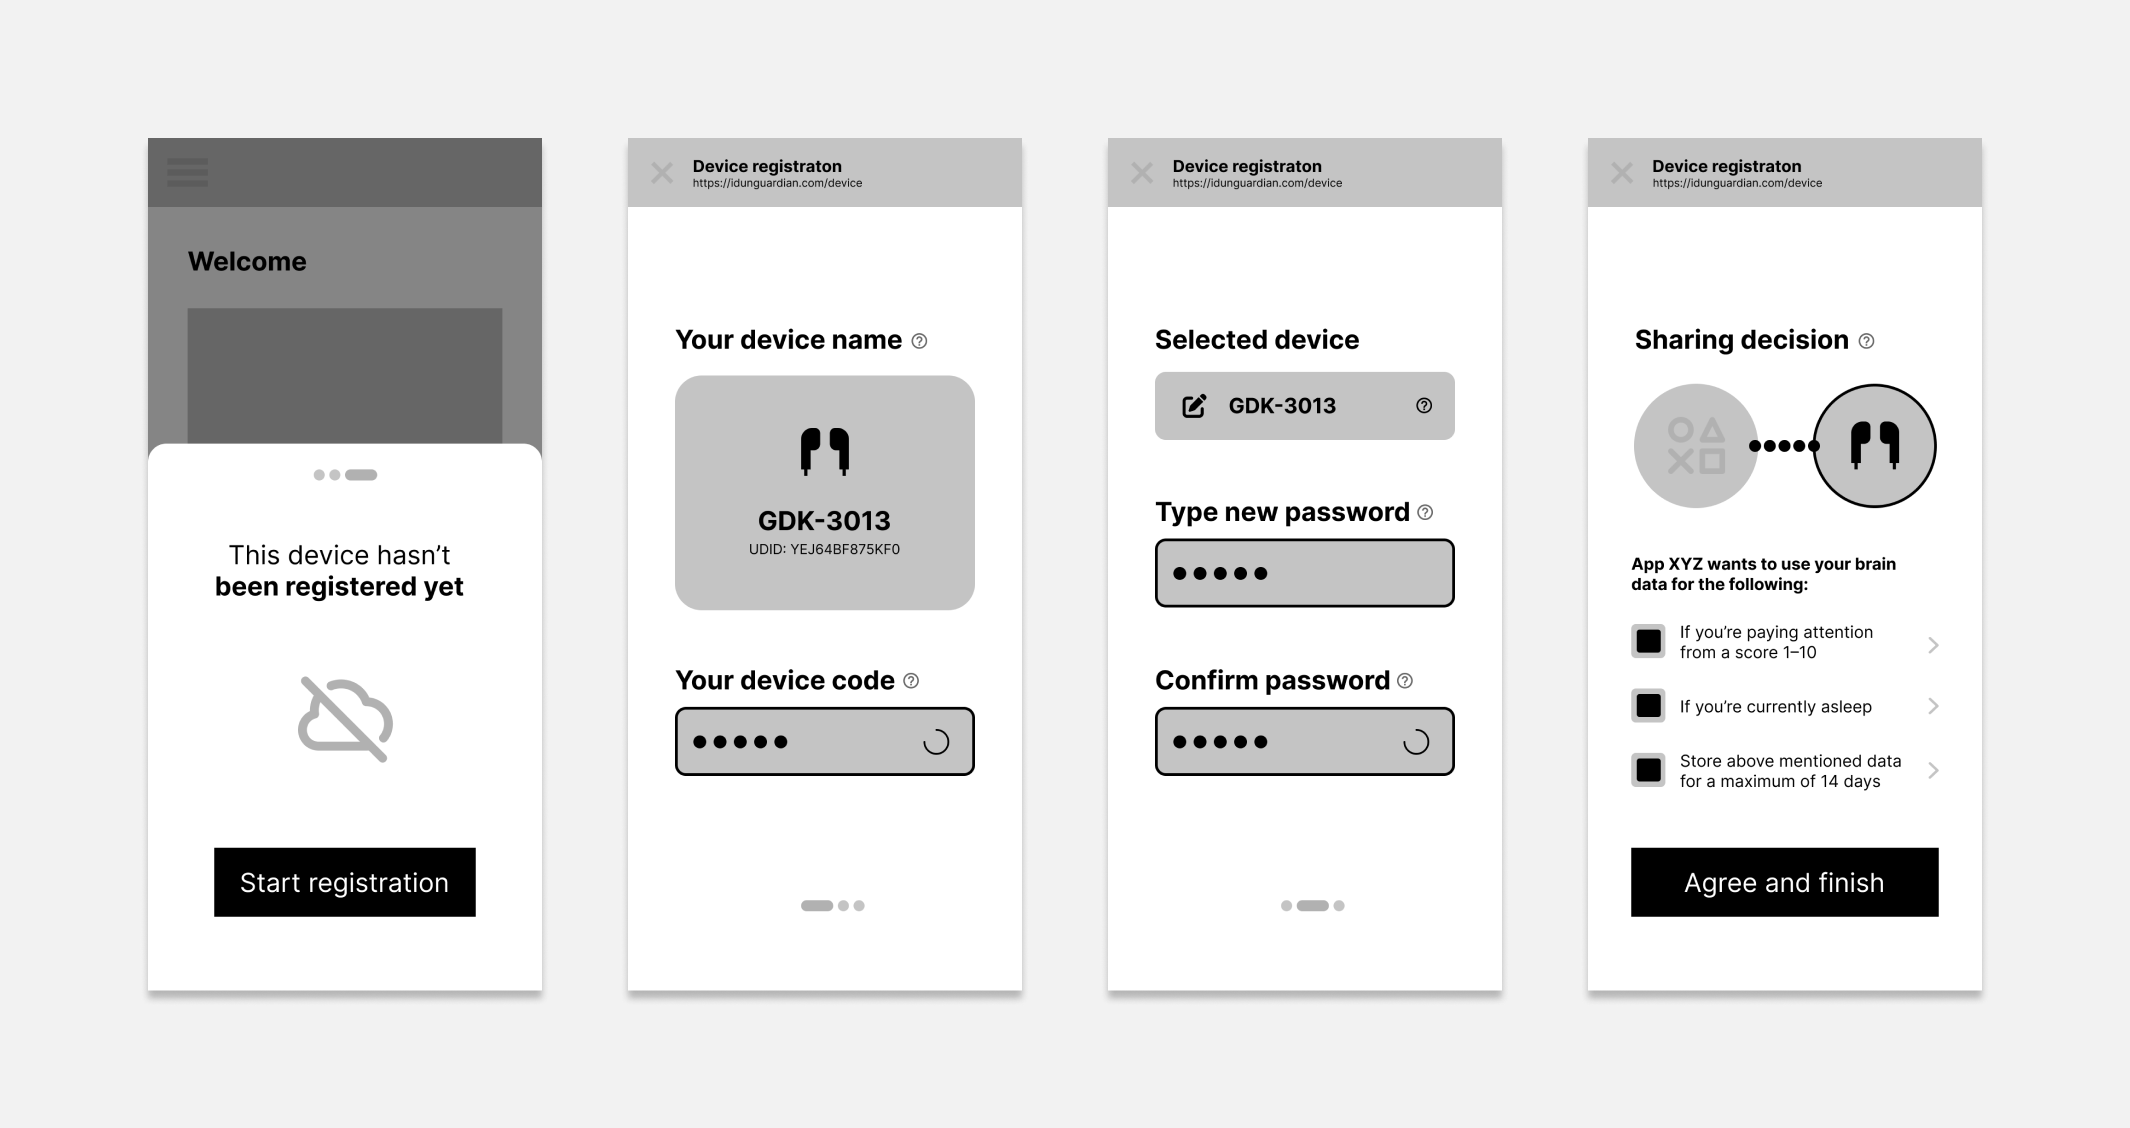 Welcome
This device hasn’t
been registered yet
Start registration
Device registraton
https://idunguardian.com/device
Your device name
GDK-3013
UDID: YEJ64BF875KF0
Your device code
Device registraton
https://idunguardian.com/device
Selected device
GDK-3013
Type new password
Confirm password
Device registraton
https://idunguardian.com/device
Sharing decision
App XYZ wants to use your brain
data for the following:
If you’re paying attention
from a score 1–10
If you’re currently asleep
Store above mentioned data
for a maximum of 14 days
Agree and finish